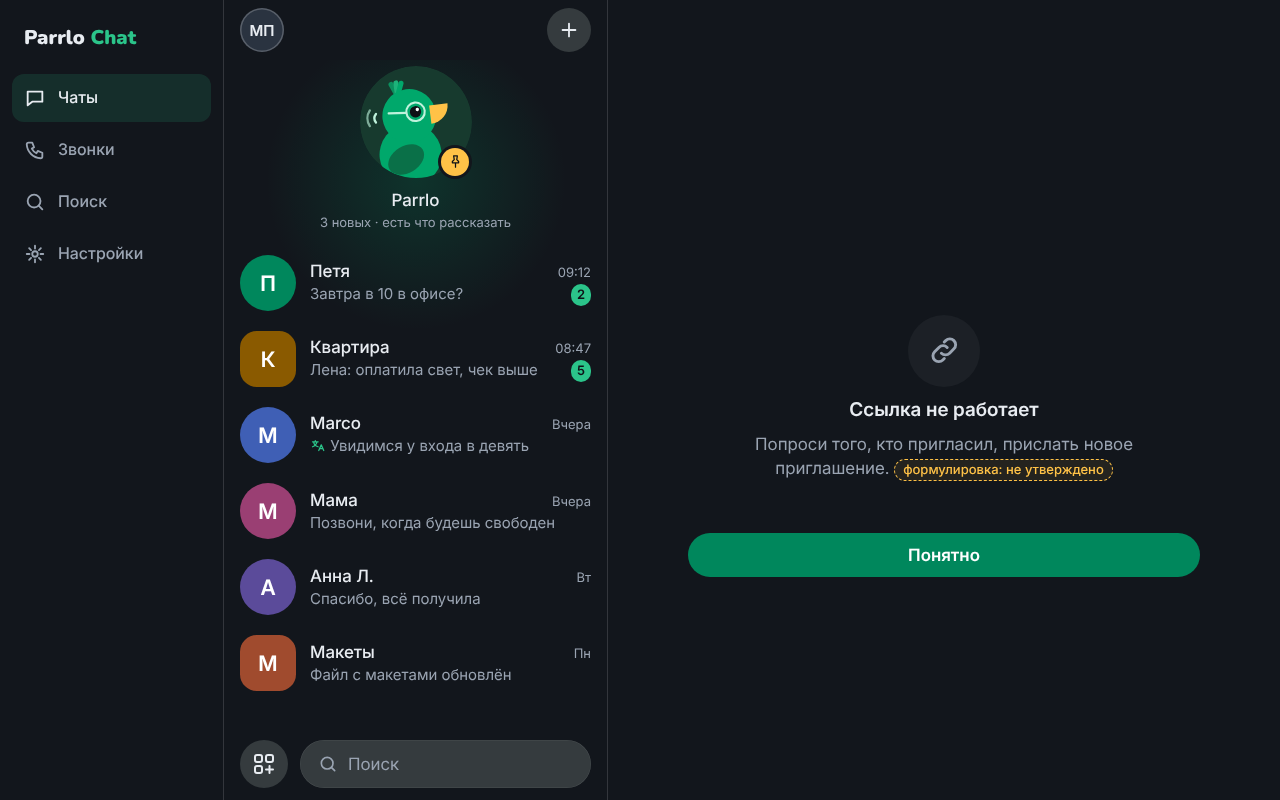 Parrlo Chat
Чаты
Звонки
Поиск
Настройки
МП
Parrlo
3 новых · есть что рассказать
П
Петя
09:12
Завтра в 10 в офисе?
2
К
Квартира
08:47
Лена: оплатила свет, чек выше
5
M
Marco
Вчера
Увидимся у входа в девять
М
Мама
Вчера
Позвони, когда будешь свободен
А
Анна Л.
Вт
Спасибо, всё получила
М
Макеты
Пн
Файл с макетами обновлён
Поиск
Ссылка не работает
Попроси того, кто пригласил, прислать новое
приглашение. формулировка: не утверждено
Понятно